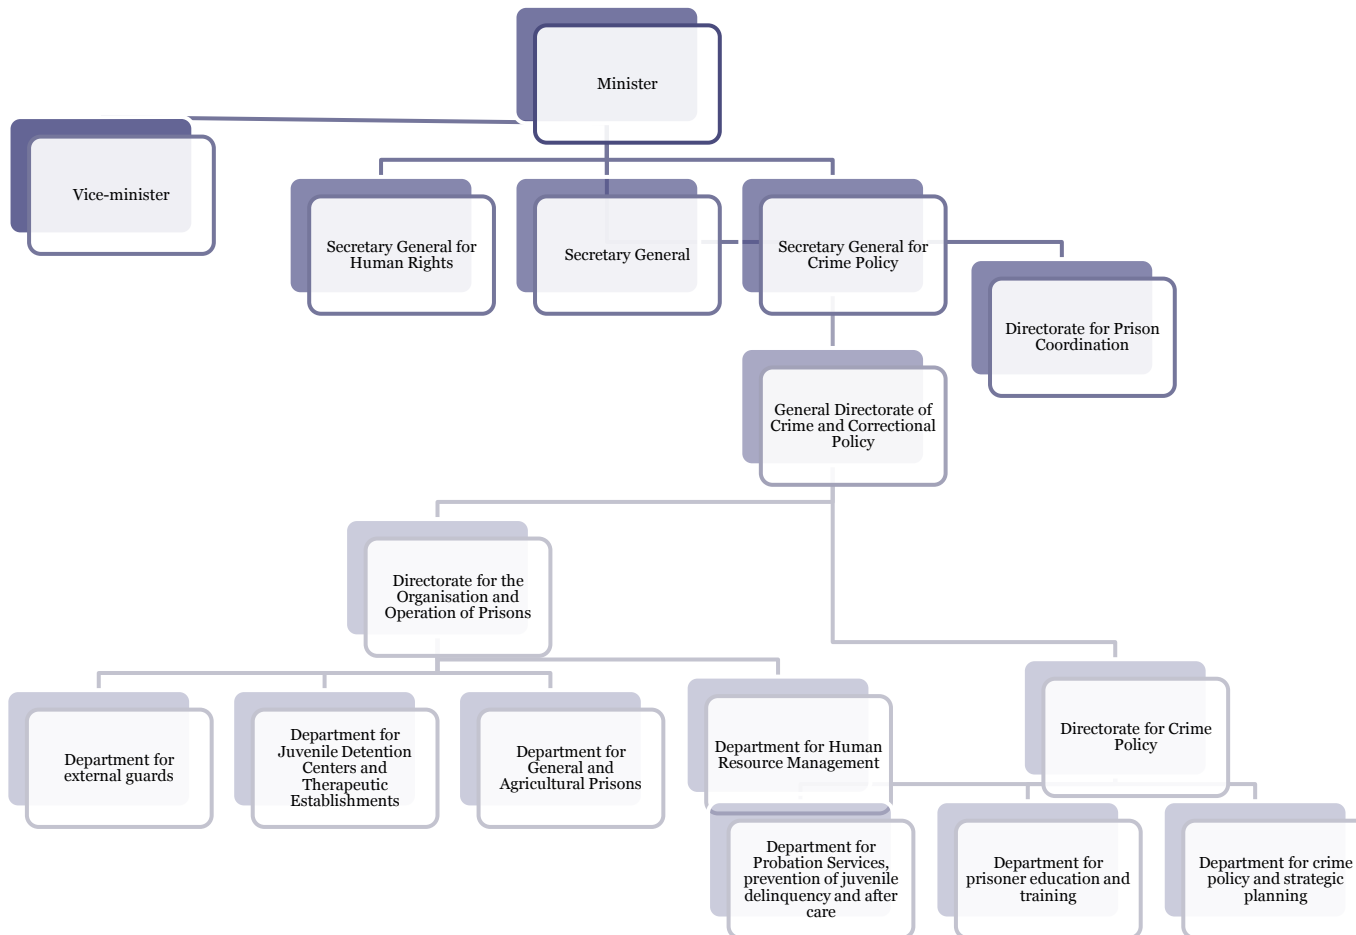 Minister
Vice-minister
Secretary General for
Human Rights
Secretary General
Secretary General for
Crime Policy
Directorate for Prison
Coordination
General Directorate of
Crime and Correctional
Policy
Directorate for the
Organisation and
Operation of Prisons
Department for
external guards
Department for
Juvenile Detention
Centers and
Therapeutic
Establishments
Department for
General and
Agricultural Prisons
Department for Human
Resource Management
Directorate for Crime
Policy
Department for
Probation Services,
prevention of juvenile
delinquency and after
care
Department for
prisoner education and
training
Department for crime
policy and strategic
planning